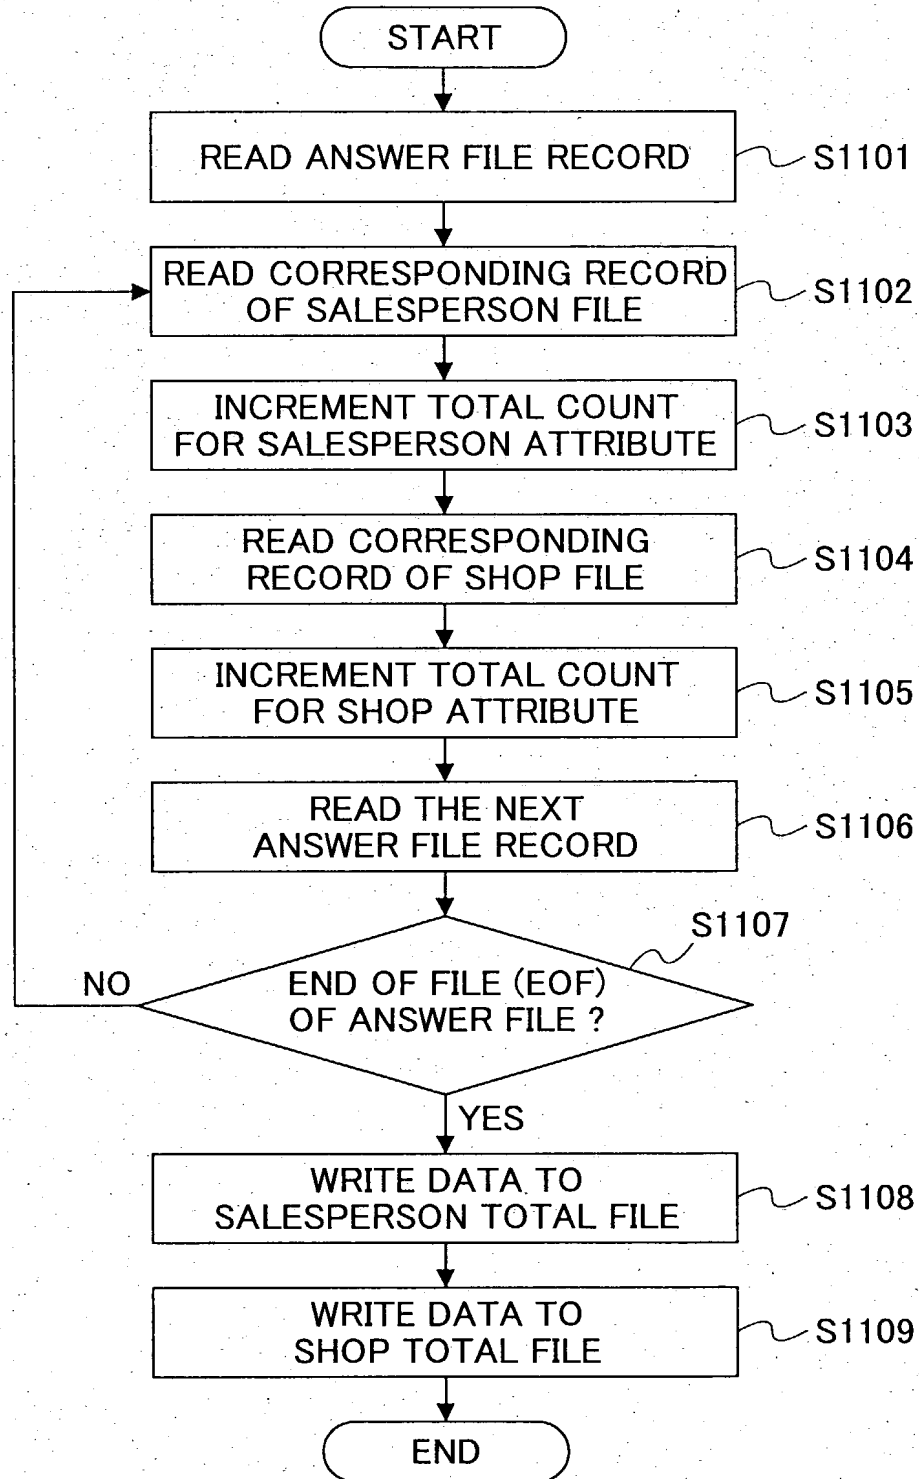 START
READ ANSWER FILE RECORD
S1101
READ CORRESPONDING RECORD
OF SALESPERSON FILE
S1102
INCREMENT TOTAL COUNT
FOR SALESPERSON ATTRIBUTE
S1103
READ CORRESPONDING
RECORD OF SHOP FILE
S1104
INCREMENT TOTAL COUNT
FOR SHOP ATTRIBUTE
S1105
READ THE NEXT
ANSWER FILE RECORD
S1106
S1107
END OF FILE (EOF)
OF ANSWER FILE ?
NO
YES
WRITE DATA TO
SALESPERSON TOTAL FILE
S1108
WRITE DATA TO
SHOP TOTAL FILE
S1109
END